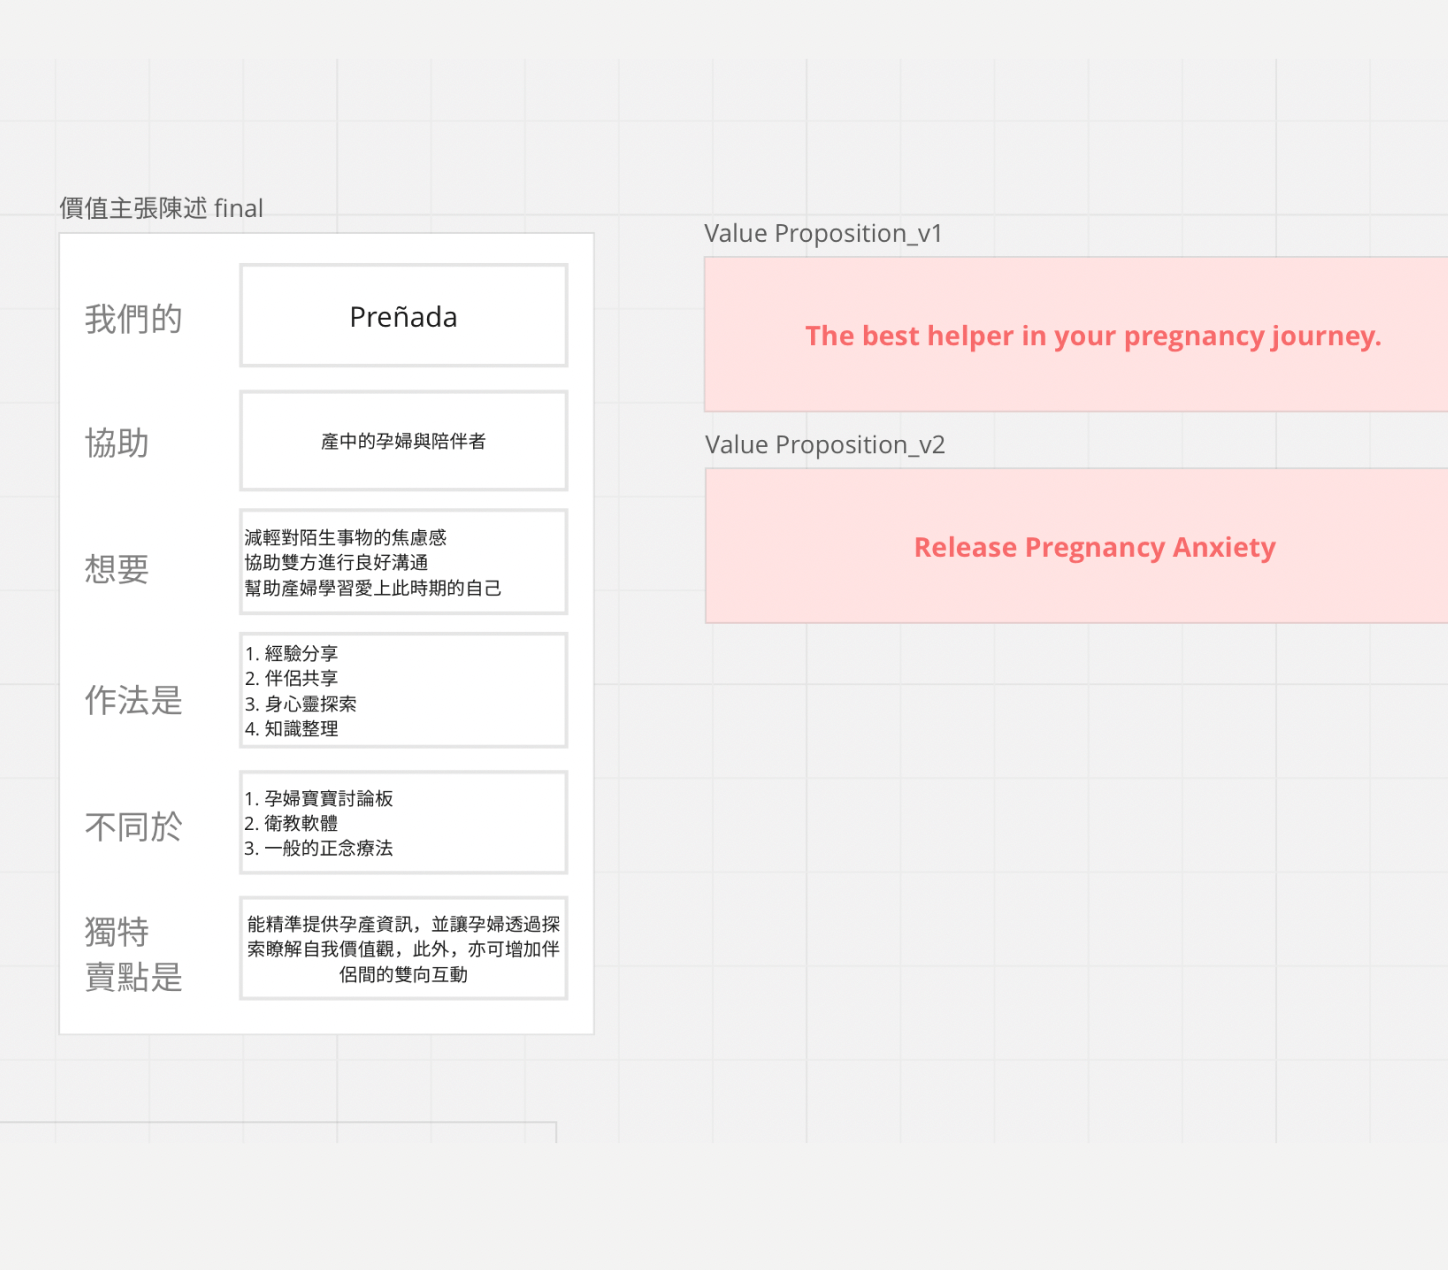 價值主張陳述 final
我們的
Preñada
協助
產中的孕婦與陪伴者
想要
減輕對陌生事物的焦慮感
協助雙方進行良好溝通
幫助產婦學習愛上此時期的自己
作法是
1. 經驗分享
2. 伴侶共享
3. 身心靈探索
4. 知識整理
不同於
1. 孕婦寶寶討論板
2. 衛教軟體
3. 一般的正念療法
獨特
賣點是
能精準提供孕產資訊，並讓孕婦透過探
索瞭解自我價值觀，此外，亦可增加伴
侶間的雙向互動
Value Proposition_v1
The best helper in your pregnancy journey.
Value Proposition_v2
Release Pregnancy Anxiety